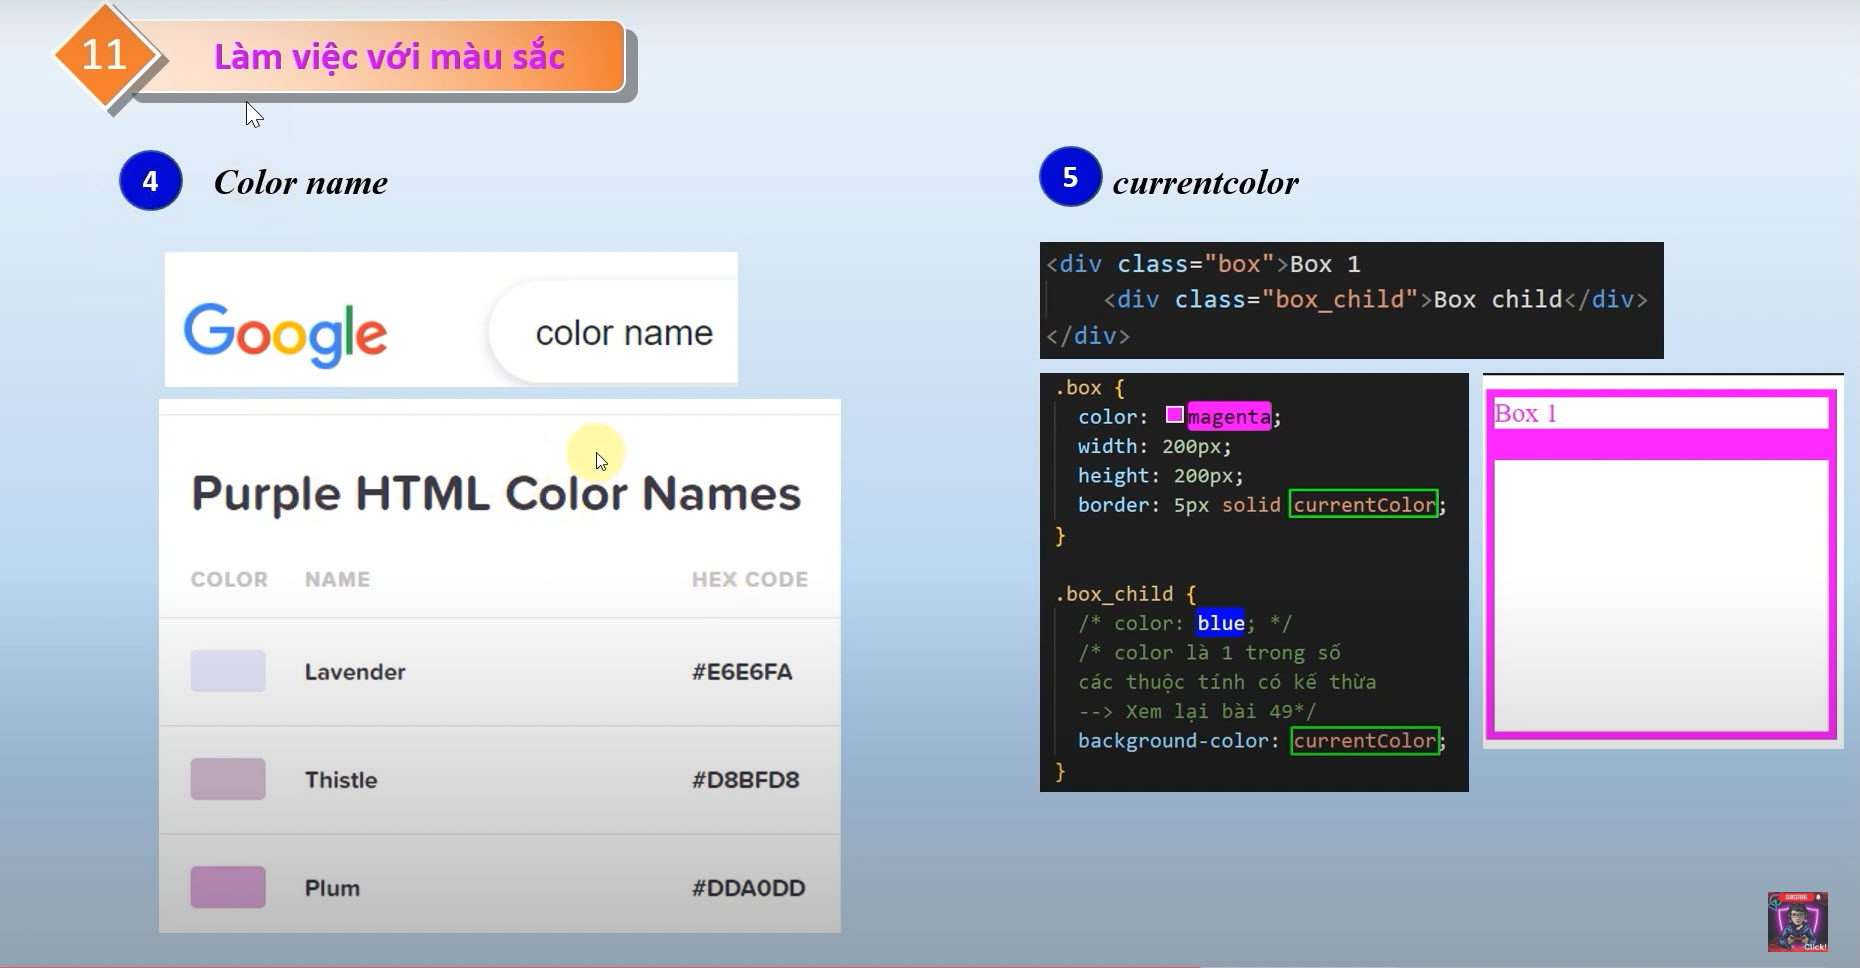 11
Làm việc với màu sắc
4
Color name
Google
color name
Purple HTML Color Names
COLOR NAME HEX CODE
Lavender #E6E6FA
Thistle #D8BFD8
Plum #DDA0DD
5
currentcolor
<div class="box">Box 1
<div class="box_child">Box child</div>
</div>
.box {
color: magenta;
width: 200px;
height: 200px;
border: 5px solid currentColor;
}
.box_child {
/* color: blue; */
/* color là 1 trong số
các thuộc tính có kế thừa
--> Xem lại bài 49*/
background-color: currentColor;
}
Box 1
SUBSCRIBE
Click!